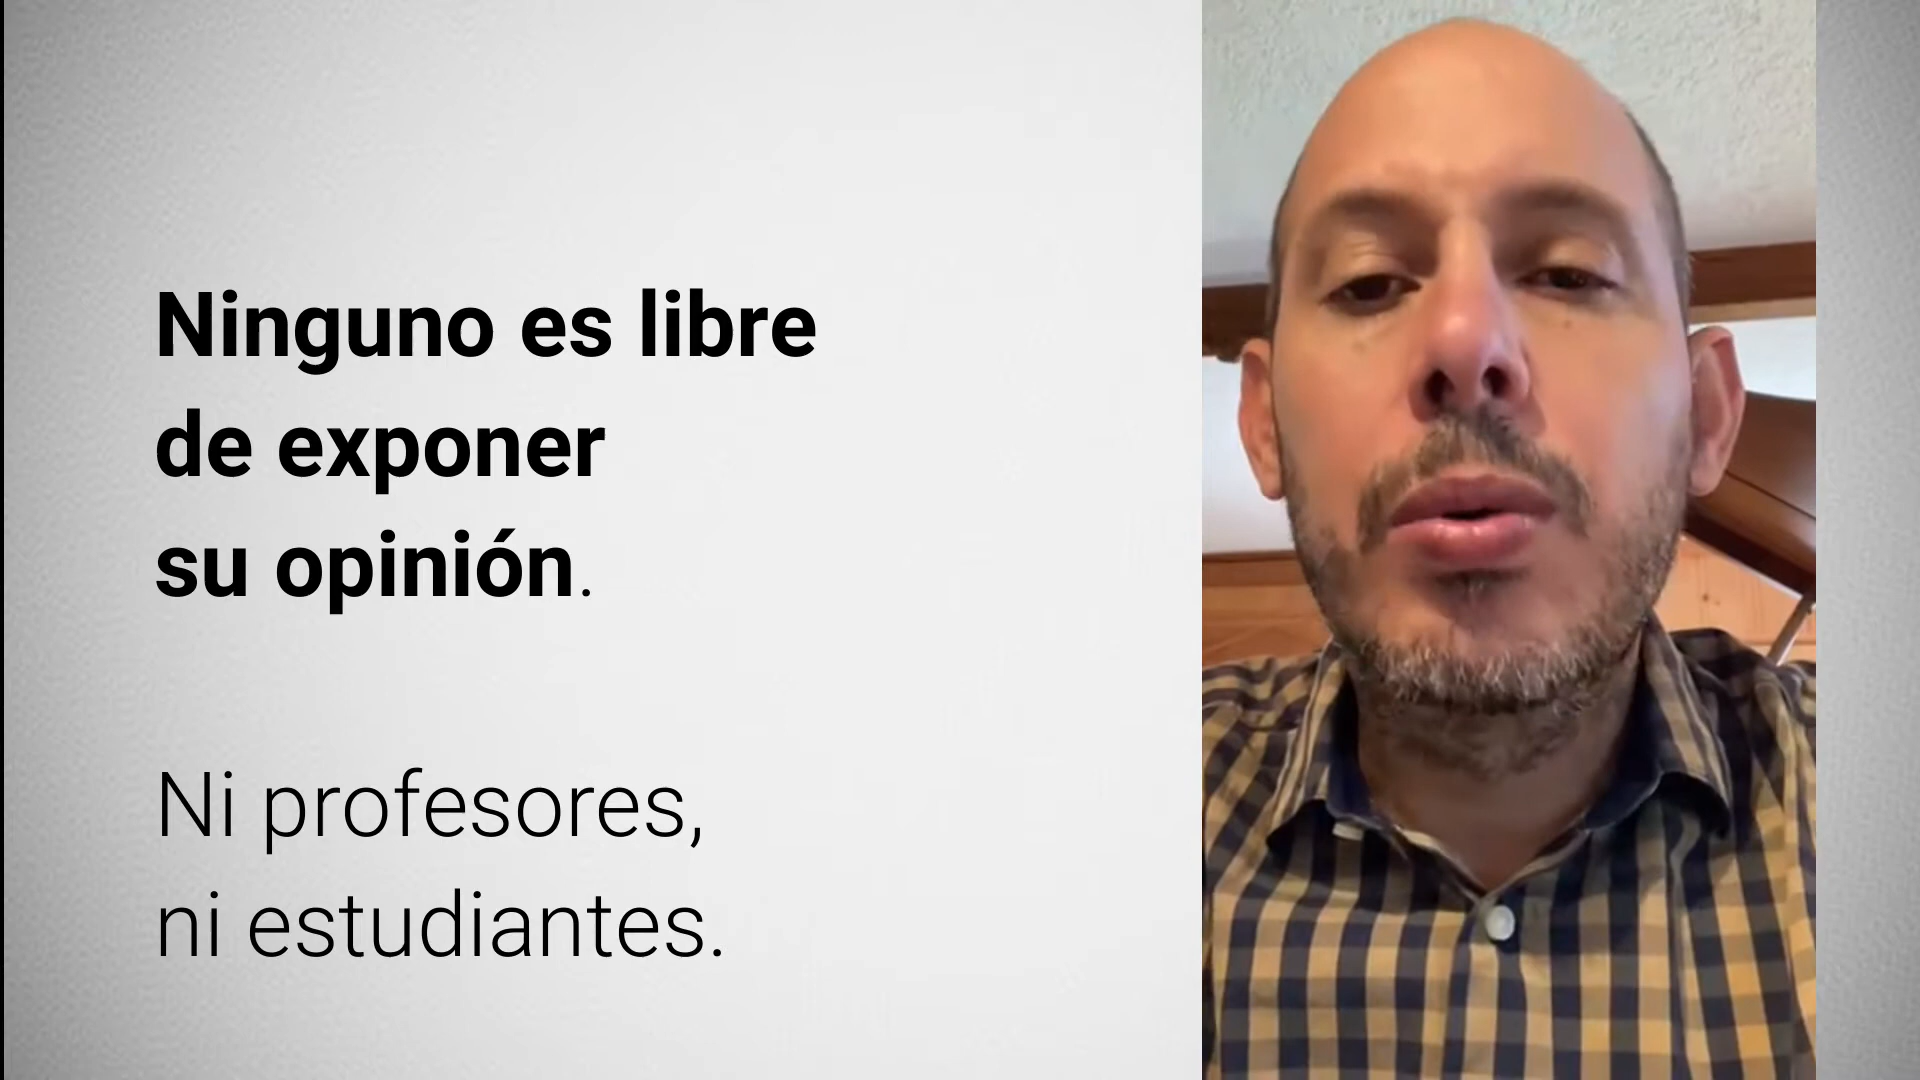 Ninguno es libre
de exponer
su opinión.
Ni profesores,
ni estudiantes.